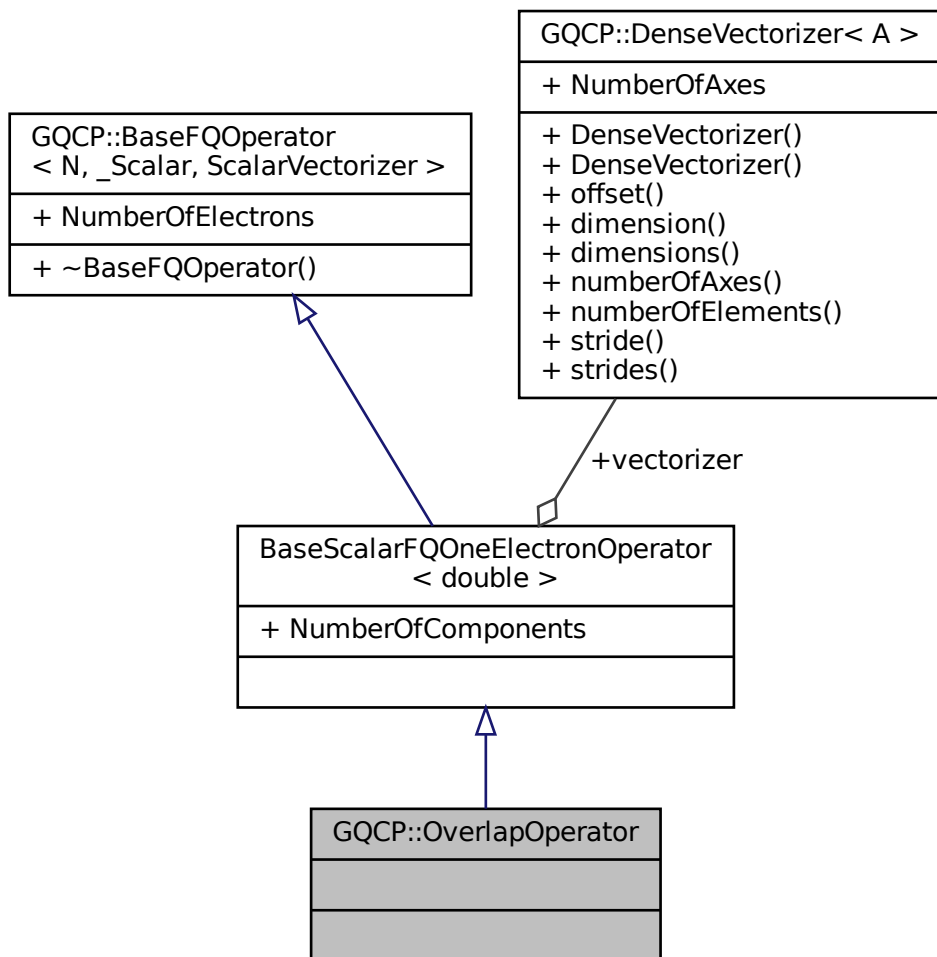 GQCP::DenseVectorizer< A >
+ NumberOfAxes
+ DenseVectorizer()
+ DenseVectorizer()
+ offset()
+ dimension()
+ dimensions()
+ numberOfAxes()
+ numberOfElements()
+ stride()
+ strides()
GQCP::BaseFQOperator
< N, _Scalar, ScalarVectorizer >
+ NumberOfElectrons
+ ~BaseFQOperator()
+vectorizer
BaseScalarFQOneElectronOperator
< double >
+ NumberOfComponents
GQCP::OverlapOperator